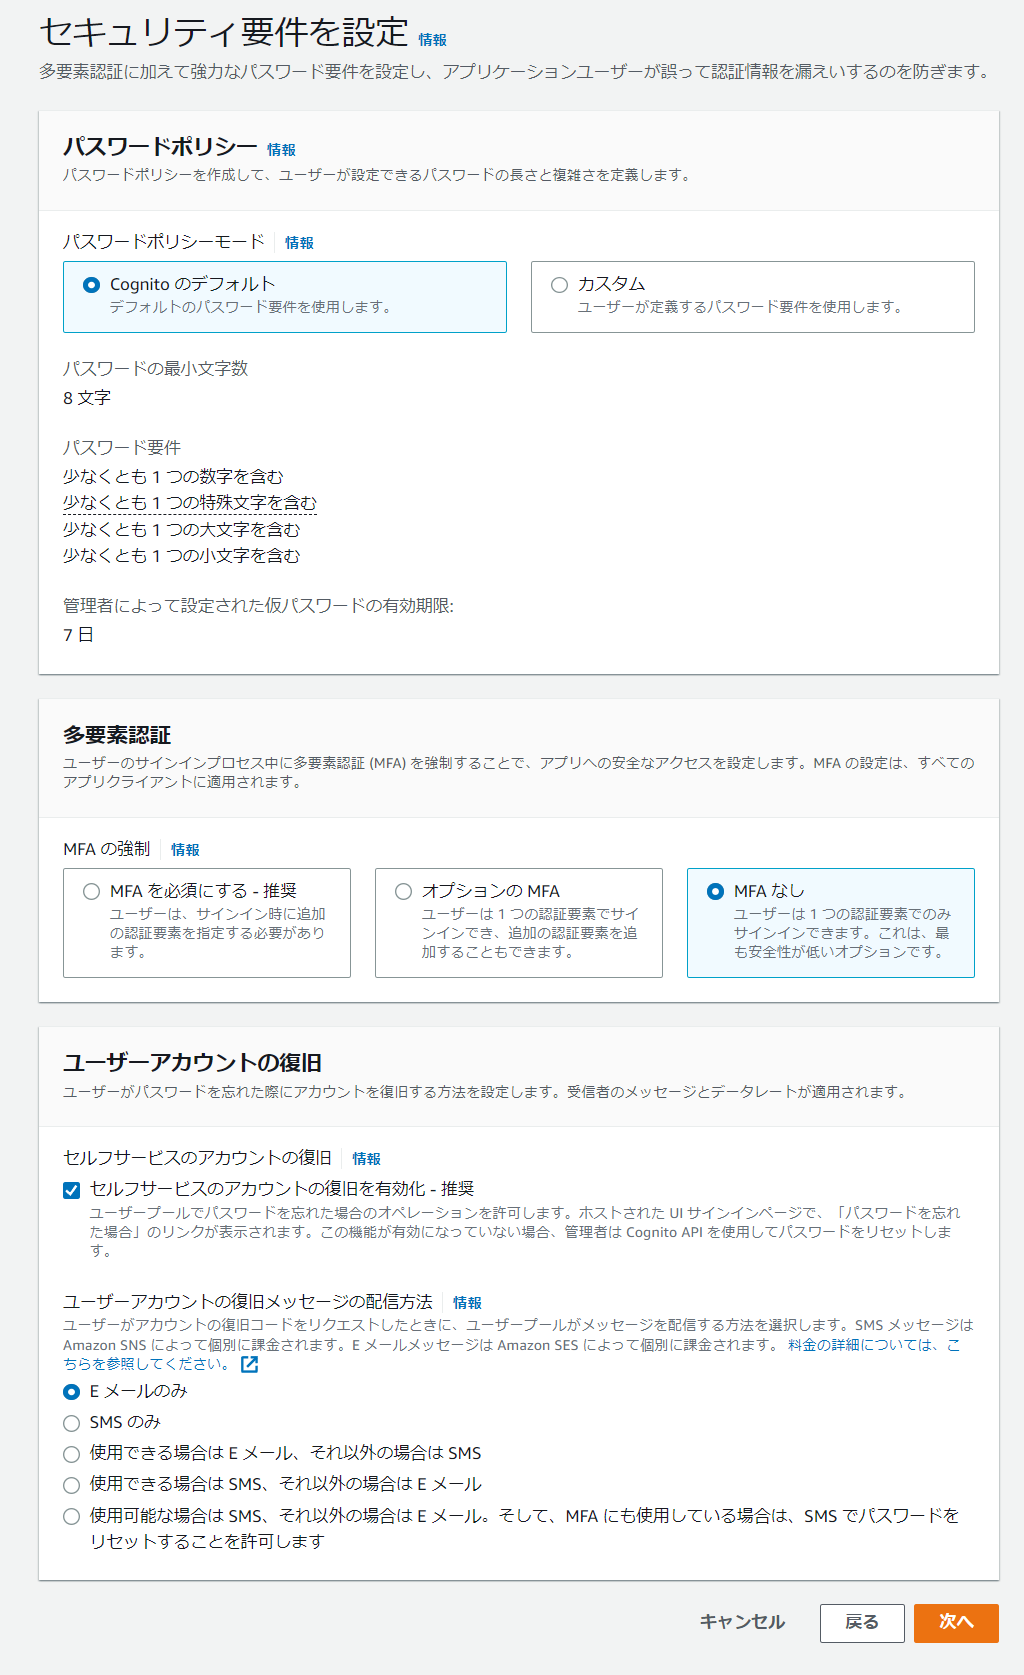 セキュリティ要件を設定 情報
多要素認証に加えて強力なパスワード要件を設定し、アプリケーションユーザーが誤って認証情報を漏えいするのを防ぎます。
パスワードポリシー 情報
パスワードポリシーを作成して、ユーザーが設定できるパスワードの長さと複雑さを定義します。
パスワードポリシーモード 情報
Cognito のデフォルト
デフォルトのパスワード要件を使用します。
カスタム
ユーザーが定義するパスワード要件を使用します。
パスワードの最小文字数
8 文字
パスワード要件
少なくとも 1 つの数字を含む
少なくとも 1 つの特殊文字を含む
少なくとも 1 つの大文字を含む
少なくとも 1 つの小文字を含む
管理者によって設定された仮パスワードの有効期限:
7 日
多要素認証
ユーザーのサインインプロセス中に多要素認証 (MFA) を強制することで、アプリへの安全なアクセスを設定します。MFA の設定は、すべての
アプリクライアントに適用されます。
MFA の強制 情報
MFA を必須にする - 推奨
ユーザーは、サインイン時に追加
の認証要素を指定する必要があり
ます。
オプションの MFA
ユーザーは 1 つの認証要素でサイ
ンインでき、追加の認証要素を追
加することもできます。
MFA なし
ユーザーは 1 つの認証要素でのみ
サインインできます。これは、最
も安全性が低いオプションです。
ユーザーアカウントの復旧
ユーザーがパスワードを忘れた際にアカウントを復旧する方法を設定します。受信者のメッセージとデータレートが適用されます。
セルフサービスのアカウントの復旧 情報
セルフサービスのアカウントの復旧を有効化 - 推奨
ユーザープールでパスワードを忘れた場合のオペレーションを許可します。ホストされた UI サインインページで、「パスワードを忘れ
た場合」のリンクが表示されます。この機能が有効になっていない場合、管理者は Cognito API を使用してパスワードをリセットしま
す。
ユーザーアカウントの復旧メッセージの配信方法 情報
ユーザーがアカウントの復旧コードをリクエストしたときに、ユーザープールがメッセージを配信する方法を選択します。SMS メッセージは
Amazon SNS によって個別に課金されます。E メールメッセージは Amazon SES によって個別に課金されます。 料金の詳細については、こ
ちらを参照してください。
E メールのみ
SMS のみ
使用できる場合は E メール、それ以外の場合は SMS
使用できる場合は SMS、それ以外の場合は E メール
使用可能な場合は SMS、それ以外の場合は E メール。そして、MFA にも使用している場合は、SMS でパスワードを
リセットすることを許可します
キャンセル 戻る 次へ